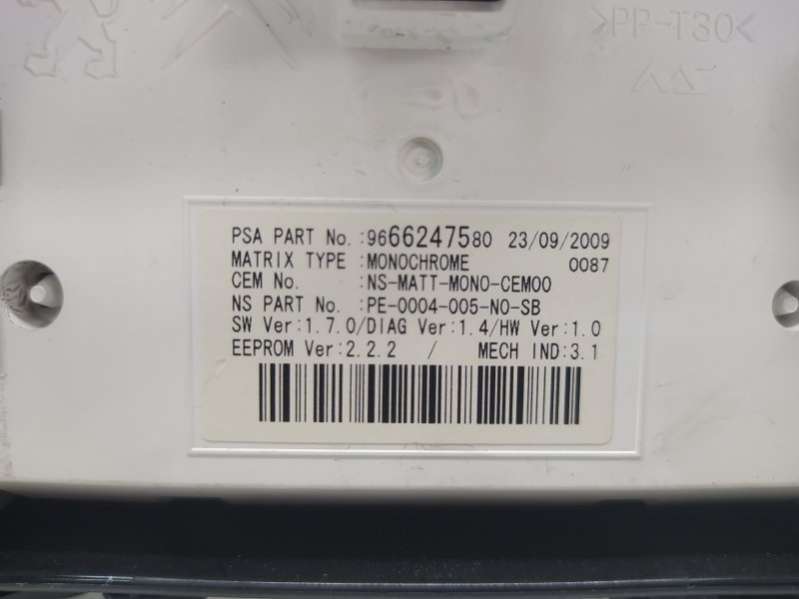 >PP-T30<
PSA PART No.:9666247580 23/09/2009
MATRIX TYPE :MONOCHROME 0087
CEM No. :NS-MATT-MONO-CEM00
NS PART No. :PE-0004-005-N0-SB
SW Ver:1.7.0/DIAG Ver:1.4/HW Ver:1.0
EEPROM Ver:2.2.2 / MECH IND:3.1